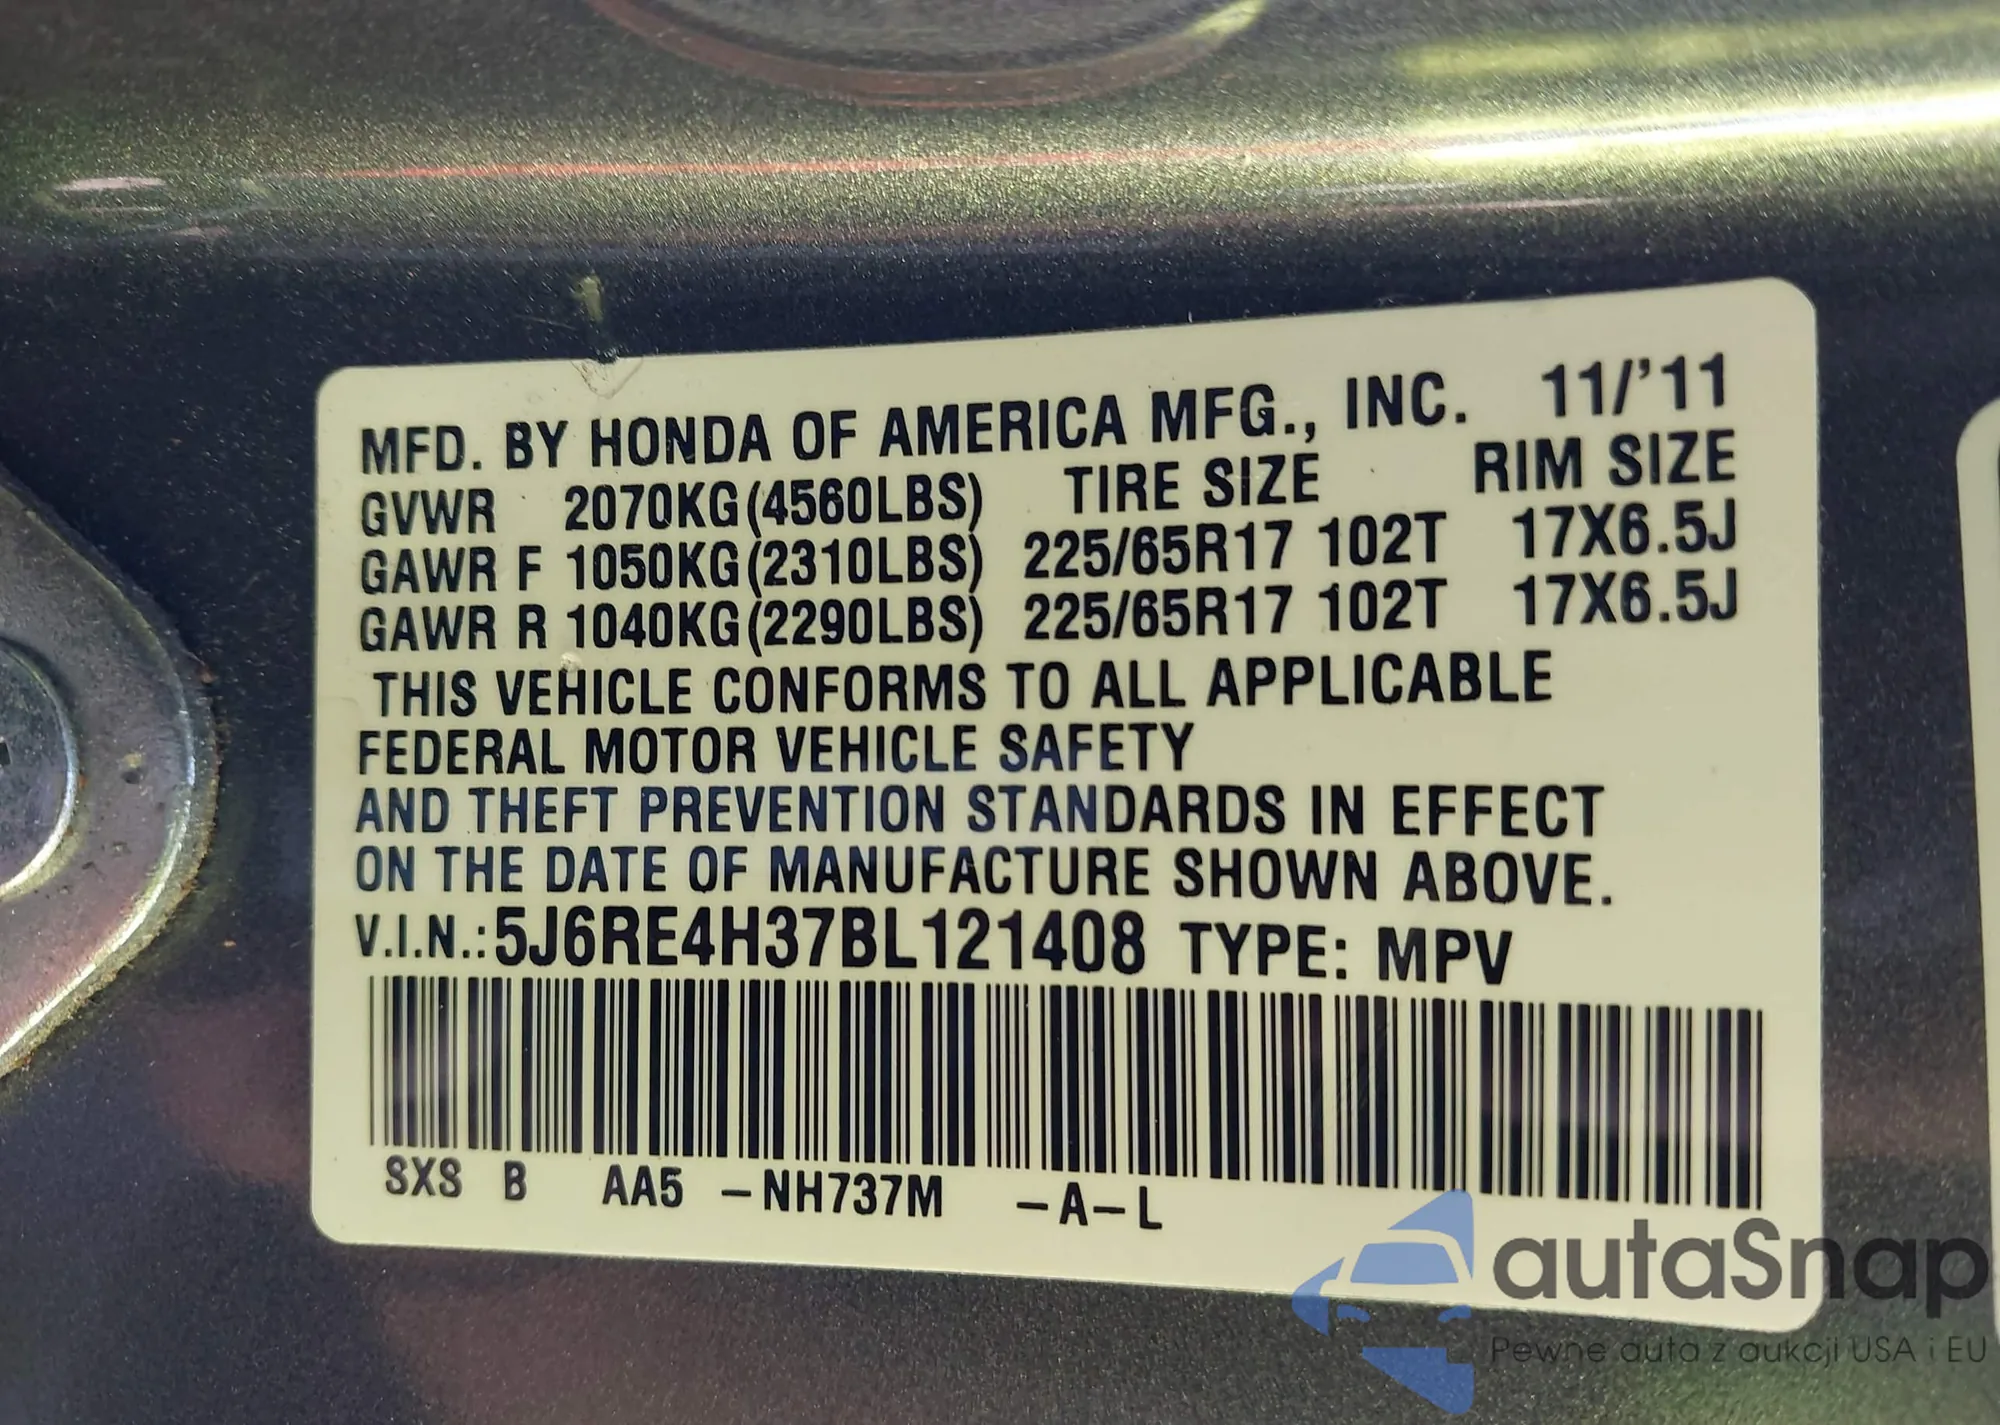 MFD. BY HONDA OF AMERICA MFG., INC. 11/'11
GVWR 2070KG(4560LBS) TIRE SIZE RIM SIZE
GAWR F 1050KG(2310LBS) 225/65R17 102T 17X6.5J
GAWR R 1040KG(2290LBS) 225/65R17 102T 17X6.5J
THIS VEHICLE CONFORMS TO ALL APPLICABLE
FEDERAL MOTOR VEHICLE SAFETY
AND THEFT PREVENTION STANDARDS IN EFFECT
ON THE DATE OF MANUFACTURE SHOWN ABOVE.
V.I.N.:5J6RE4H37BL121408 TYPE: MPV
SXS B AA5 -NH737M -A-L
autaSnap
Pewne auta z aukcji USA i EU